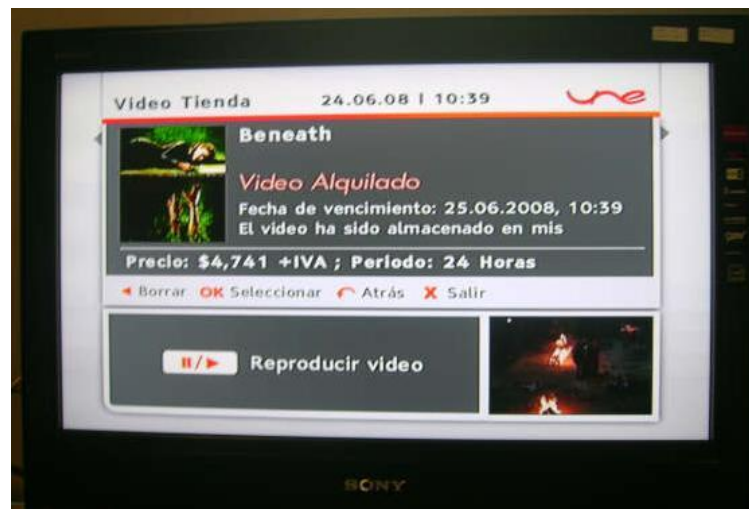 Video Tienda 24.06.08 | 10:39 une
Beneath
Video Alquilado
Fecha de vencimiento: 25.06.2008, 10:39
El video ha sido almacenado en mis
Precio: $4,741 +IVA ; Periodo: 24 Horas
Borrar OK Seleccionar Atrás X Salir
Reproducir video
SONY